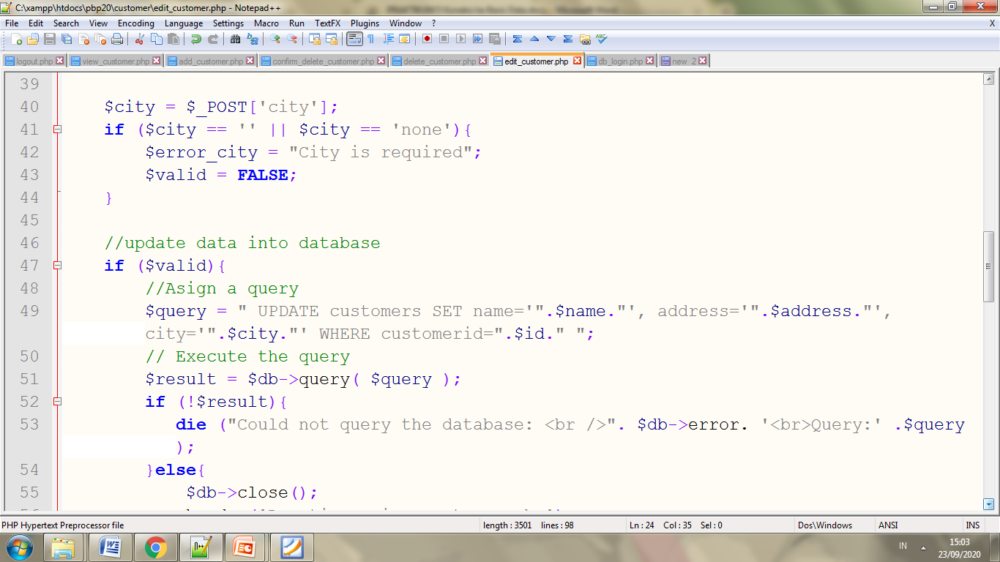 C:\xampp\htdocs\pbp20\customer\edit_customer.php - Notepad++
File Edit Search View Encoding Language Settings Macro Run TextFX Plugins Window ? X
logout.php view_customer.php add_customer.php confirm_delete_customer.php delete_customer.php edit_customer.php db_login.php new 2
39
40 $city = $_POST['city'];
41 if ($city == '' || $city == 'none'){
42 $error_city = "City is required";
43 $valid = FALSE;
44 }
45
46 //update data into database
47 if ($valid){
48 //Asign a query
49 $query = " UPDATE customers SET name='".$name."', address='".$address."',
city='".$city."' WHERE customerid=".$id." ";
50 // Execute the query
51 $result = $db->query( $query );
52 if (!$result){
53 die ("Could not query the database: <br />". $db->error. '<br>Query:' .$query
);
54 }else{
55 $db->close();
PHP Hypertext Preprocessor file length : 3501 lines : 98 Ln : 24 Col : 35 Sel : 0 Dos\Windows ANSI INS
IN 15:03
23/09/2020